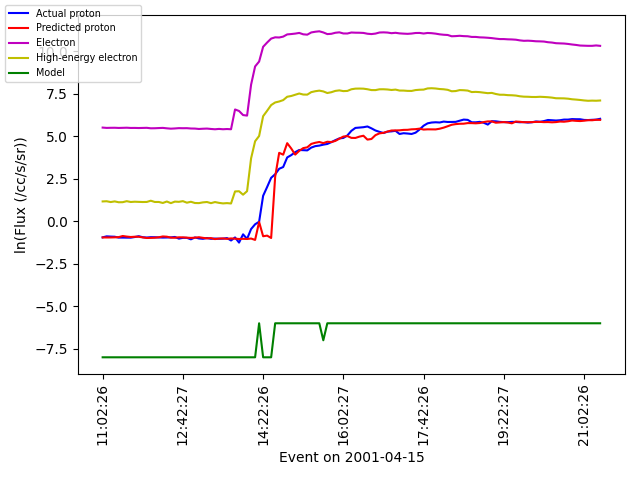 Actual proton
Predicted proton
Electron
High-energy electron
Model
10.0
7.5
5.0
2.5
0.0
−2.5
−5.0
−7.5
ln(Flux (/cc/s/sr))
11:02:26
12:42:27
14:22:26
16:02:27
17:42:26
19:22:27
21:02:26
Event on 2001-04-15